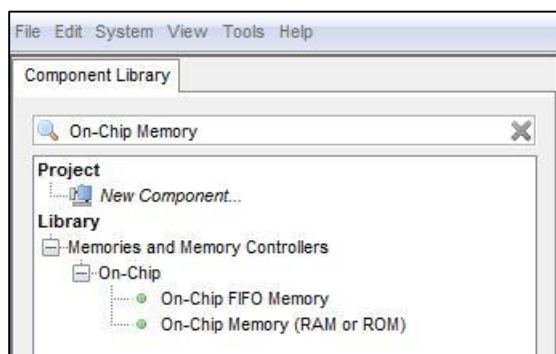 File Edit System View Tools Help
Component Library
On-Chip Memory
Project
New Component...
Library
Memories and Memory Controllers
On-Chip
On-Chip FIFO Memory
On-Chip Memory (RAM or ROM)